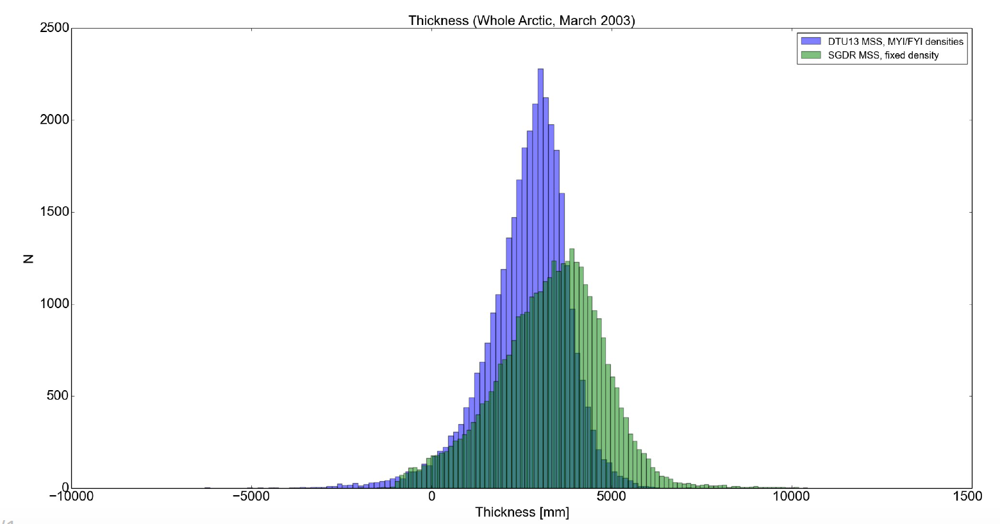 Thickness (Whole Arctic, March 2003)
2500
DTU13 MSS, MYI/FYI densities
SGDR MSS, fixed density
2000
1500
N
1000
500
0
−10000 −5000 0 5000 10000 1500
Thickness [mm]